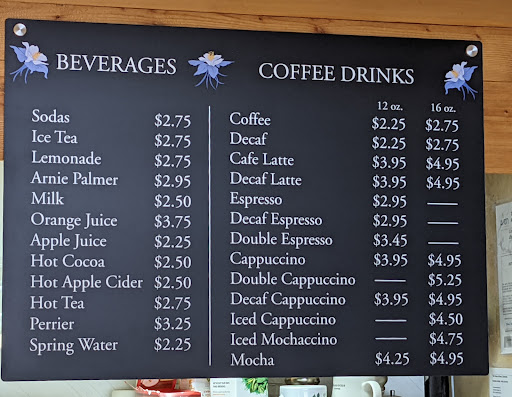 BEVERAGES
Sodas $2.75
Ice Tea $2.75
Lemonade $2.75
Arnie Palmer $2.95
Milk $2.50
Orange Juice $3.75
Apple Juice $2.25
Hot Cocoa $2.50
Hot Apple Cider $2.50
Hot Tea $2.75
Perrier $3.25
Spring Water $2.25
COFFEE DRINKS
12 oz. 16 oz.
Coffee $2.25 $2.75
Decaf $2.25 $2.75
Cafe Latte $3.95 $4.95
Decaf Latte $3.95 $4.95
Espresso $2.95 —
Decaf Espresso $2.95 —
Double Espresso $3.45 —
Cappuccino $3.95 $4.95
Double Cappuccino — $5.25
Decaf Cappuccino $3.95 $4.95
Iced Cappuccino — $4.50
Iced Mochaccino — $4.75
Mocha $4.25 $4.95